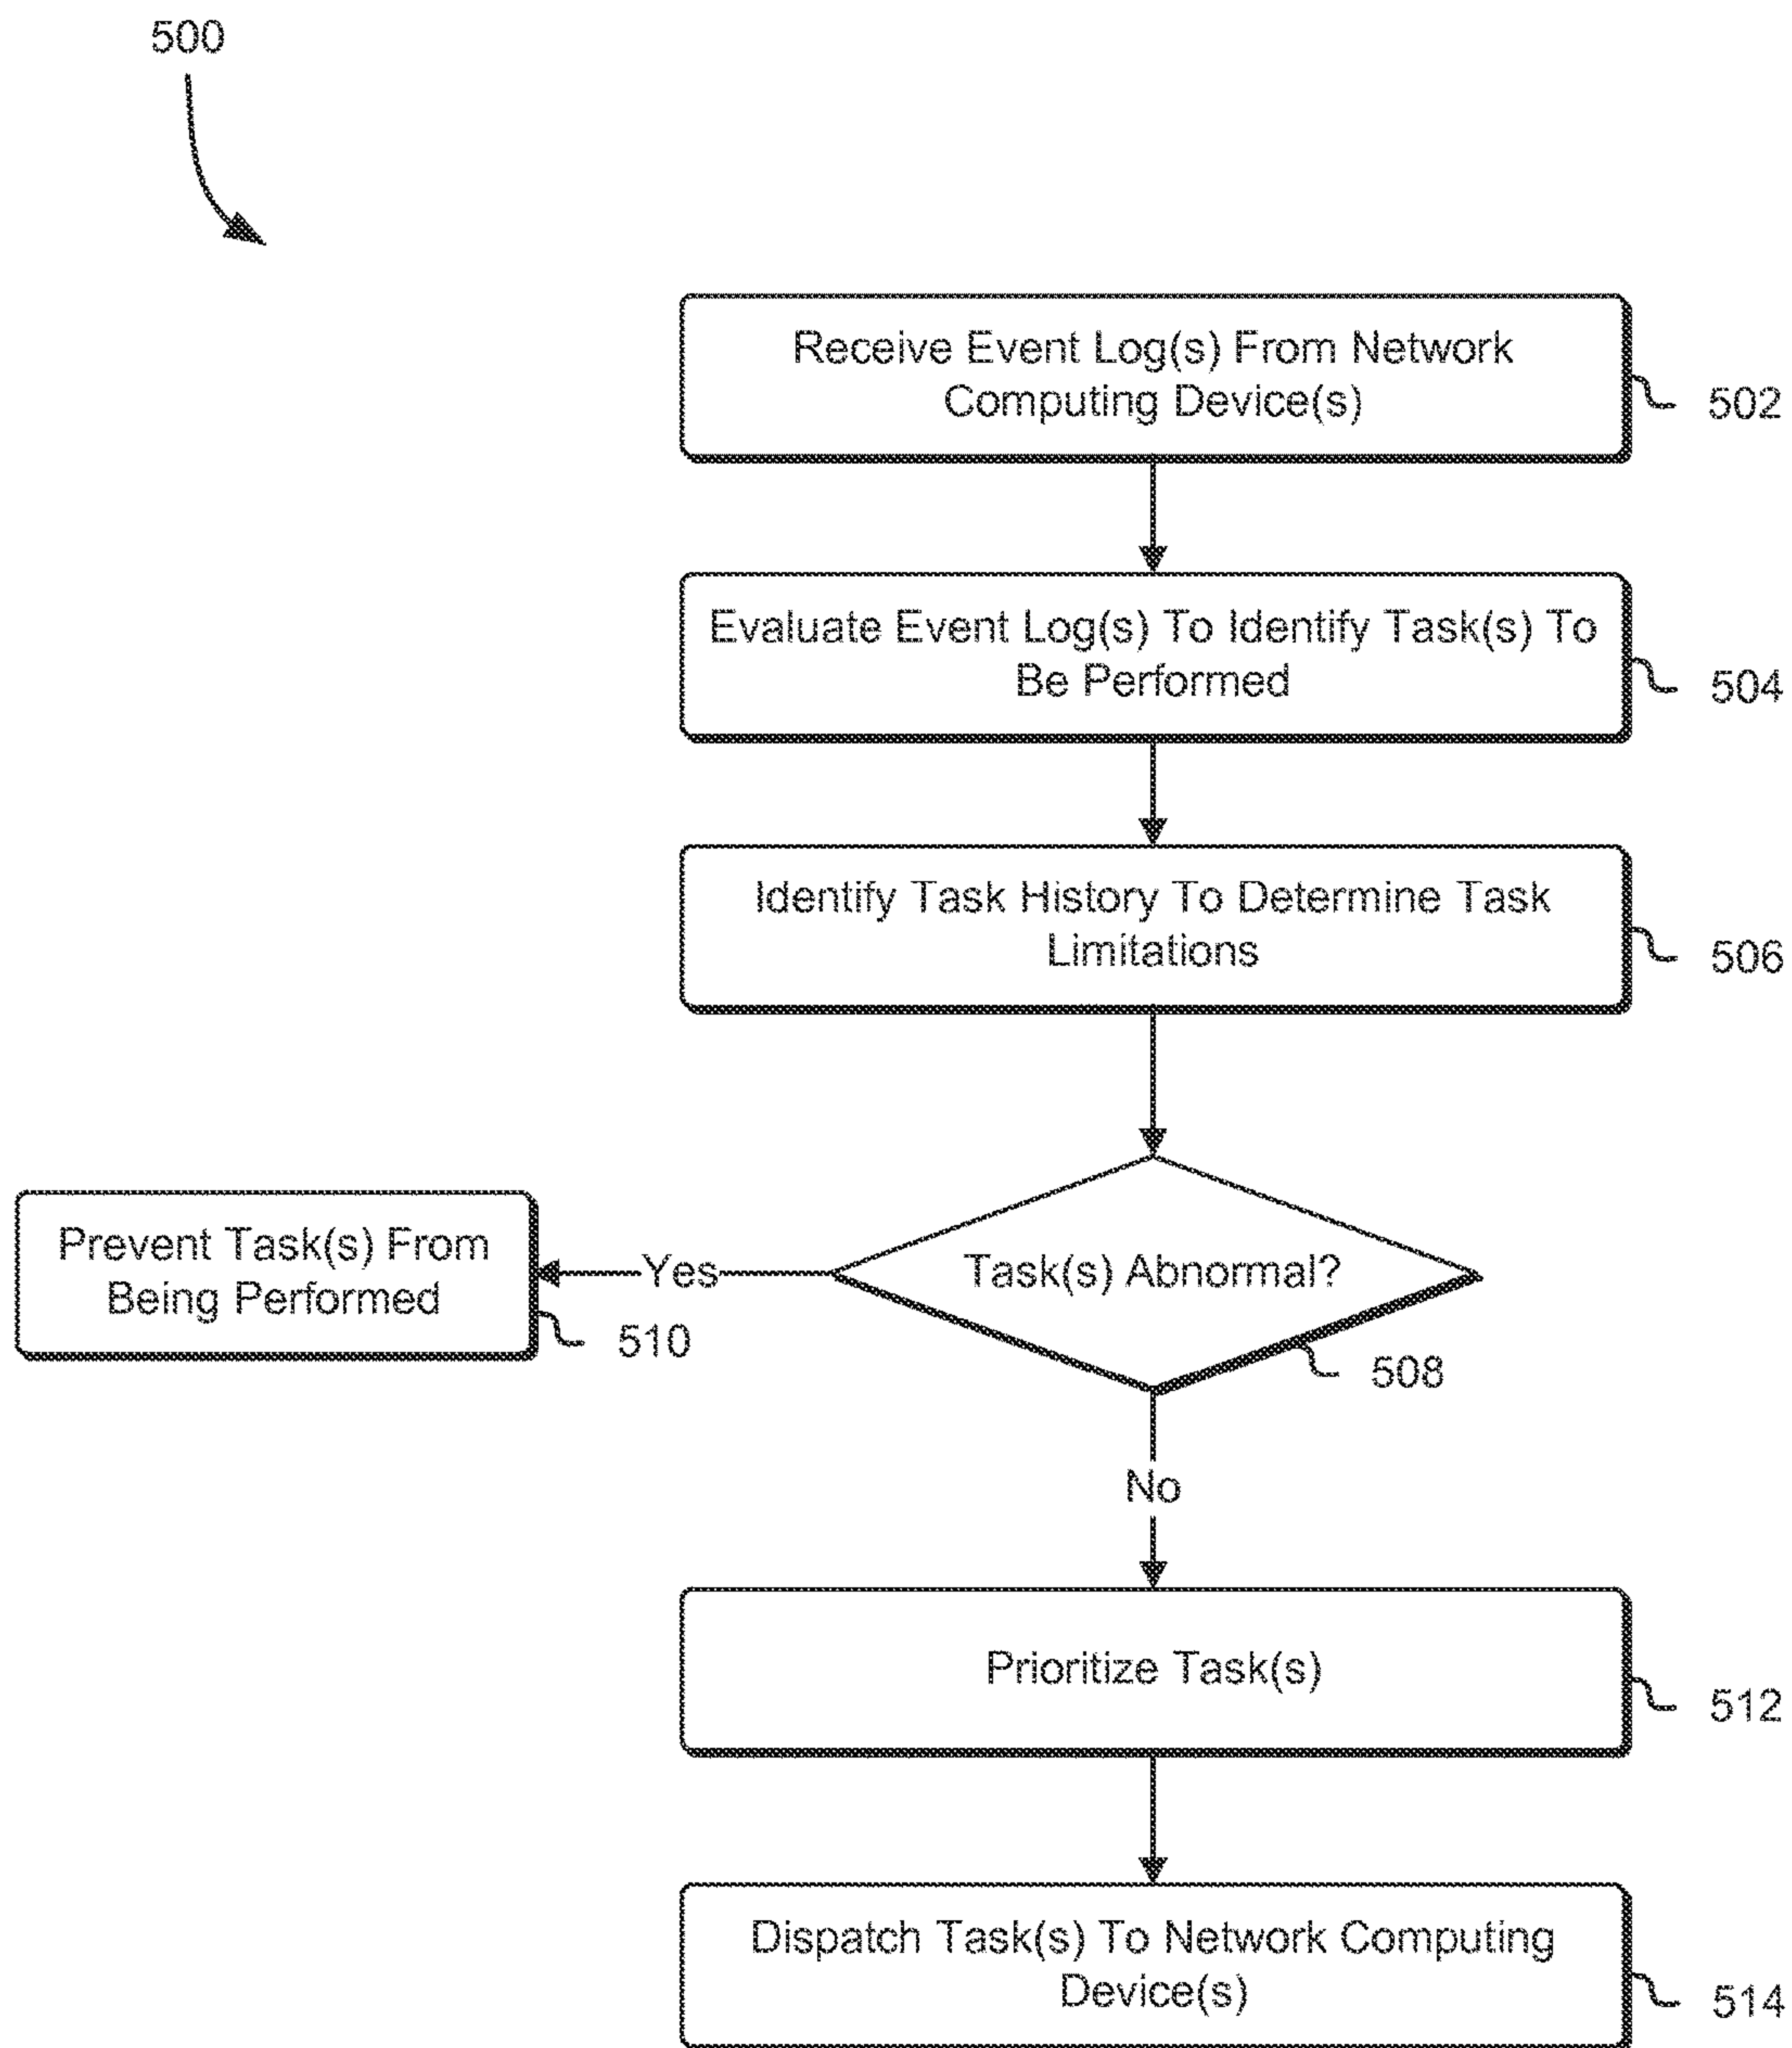 500
Receive Event Log(s) From Network
Computing Device(s)
502
Evaluate Event Log(s) To Identify Task(s) To
Be Performed
504
Identify Task History To Determine Task
Limitations
506
Prevent Task(s) From
Being Performed
510
Yes
Task(s) Abnormal?
508
No
Prioritize Task(s)
512
Dispatch Task(s) To Network Computing
Device(s)
514